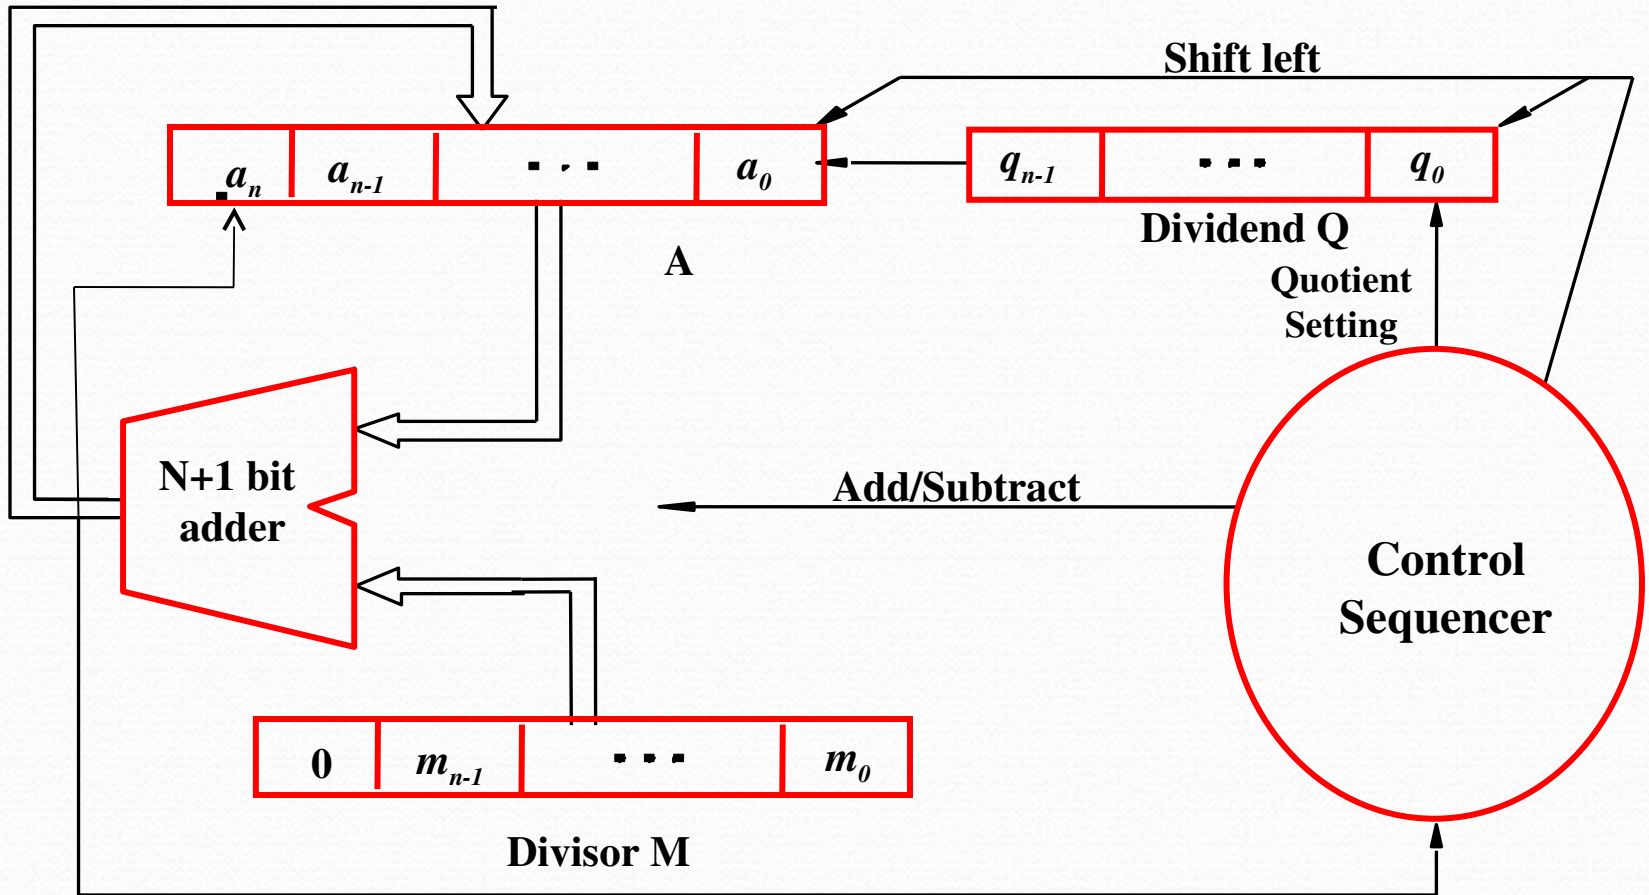 Shift left
aₙ aₙ₋₁ ... a₀
qₙ₋₁ ... q₀
Dividend Q
A
Quotient
Setting
N+1 bit
adder
Add/Subtract
Control
Sequencer
0 mₙ₋₁ ... m₀
Divisor M